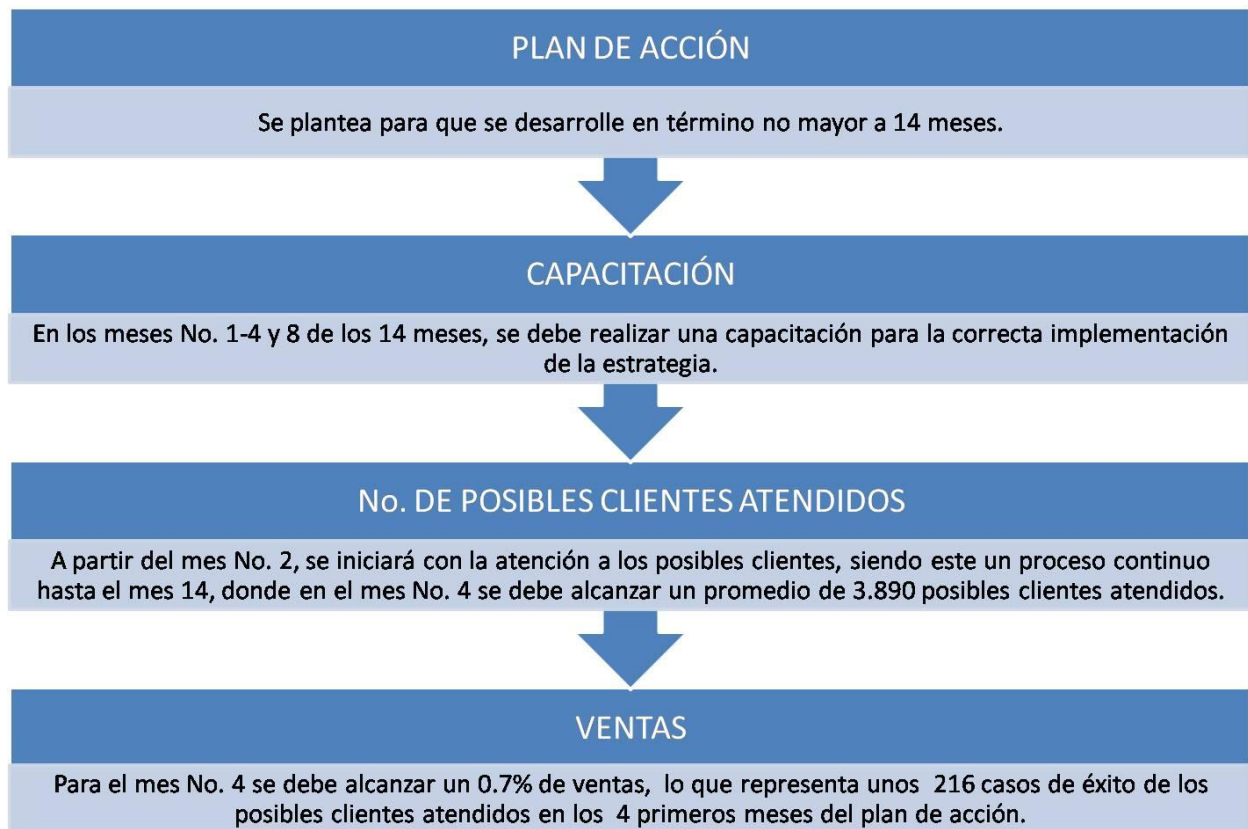 PLAN DE ACCIÓN
Se plantea para que se desarrolle en término no mayor a 14 meses.
CAPACITACIÓN
En los meses No. 1-4 y 8 de los 14 meses, se debe realizar una capacitación para la correcta implementación
de la estrategia.
No. DE POSIBLES CLIENTES ATENDIDOS
A partir del mes No. 2, se iniciará con la atención a los posibles clientes, siendo este un proceso continuo
hasta el mes 14, donde en el mes No. 4 se debe alcanzar un promedio de 3.890 posibles clientes atendidos.
VENTAS
Para el mes No. 4 se debe alcanzar un 0.7% de ventas, lo que representa unos 216 casos de éxito de los
posibles clientes atendidos en los 4 primeros meses del plan de acción.